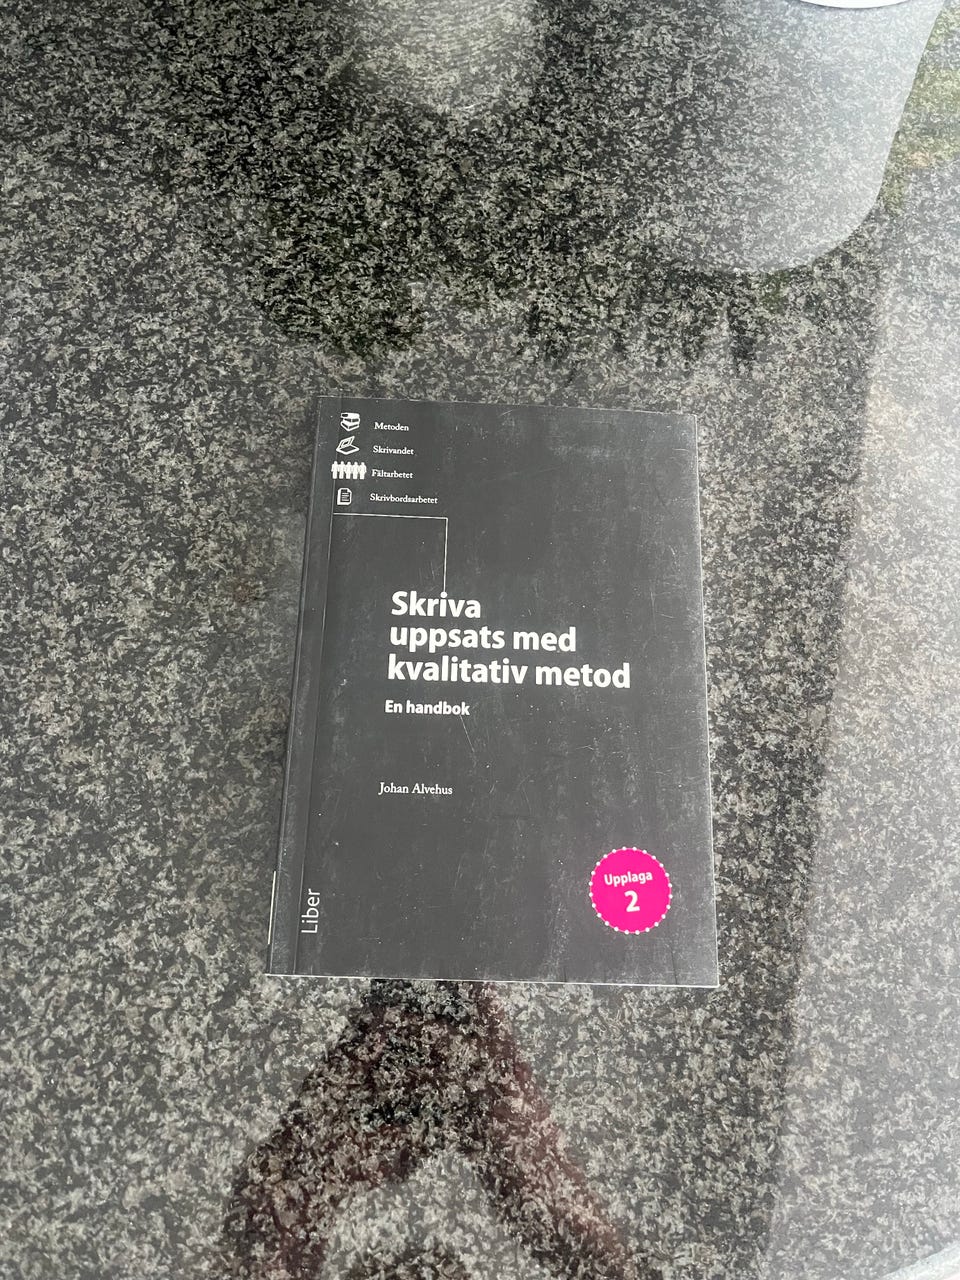 Metoden
Skrivandet
Fältarbetet
Skrivbordsarbetet
Skriva
uppsats med
kvalitativ metod
En handbok
Johan Alvehus
Upplaga
2
Liber